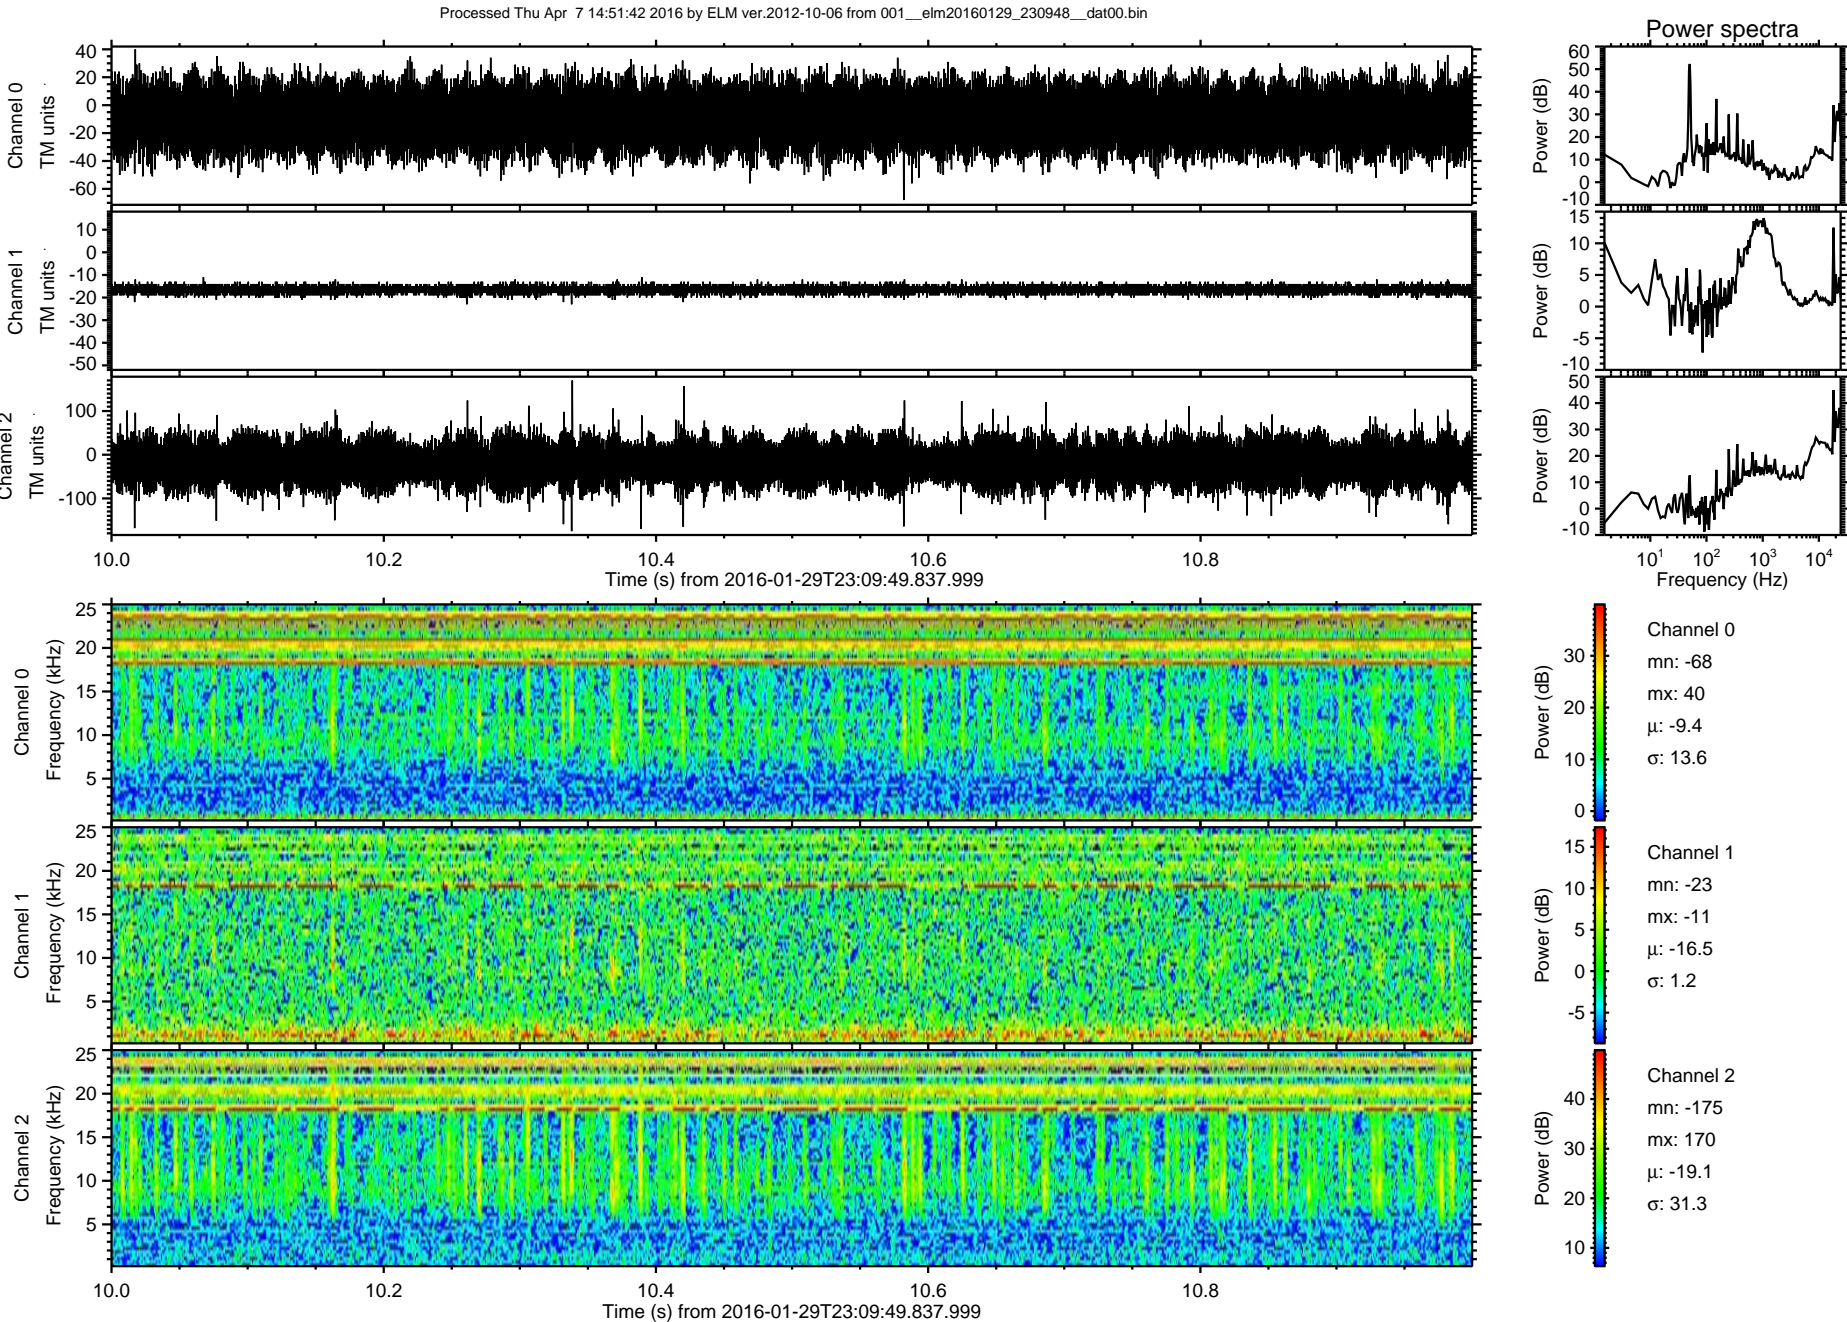 Processed Thu Apr  7 14:51:42 2016 by ELM ver.2012-10-06 from 001__elm20160129_230948__dat00.bin
Power spectra
Channel 0
TM units
40
20
0
-20
-40
-60
Power (dB)
60
50
40
30
20
10
0
-10
Channel 1
TM units
10
0
-10
-20
-30
-40
-50
Power (dB)
15
10
5
0
-5
-10
Channel 2
TM units
100
0
-100
Power (dB)
50
40
30
20
10
0
-10
10.0 10.2 10.4 10.6 10.8
Time (s) from 2016-01-29T23:09:49.837.999
10¹ 10² 10³ 10⁴
Frequency (Hz)
Channel 0
Frequency (kHz)
25
20
15
10
5
Power (dB)
30
20
10
0
Channel 0
mn: -68
mx: 40
μ: -9.4
σ: 13.6
Channel 1
Frequency (kHz)
25
20
15
10
5
Power (dB)
15
10
5
0
-5
Channel 1
mn: -23
mx: -11
μ: -16.5
σ: 1.2
Channel 2
Frequency (kHz)
25
20
15
10
5
Power (dB)
40
30
20
10
Channel 2
mn: -175
mx: 170
μ: -19.1
σ: 31.3
10.0 10.2 10.4 10.6 10.8
Time (s) from 2016-01-29T23:09:49.837.999